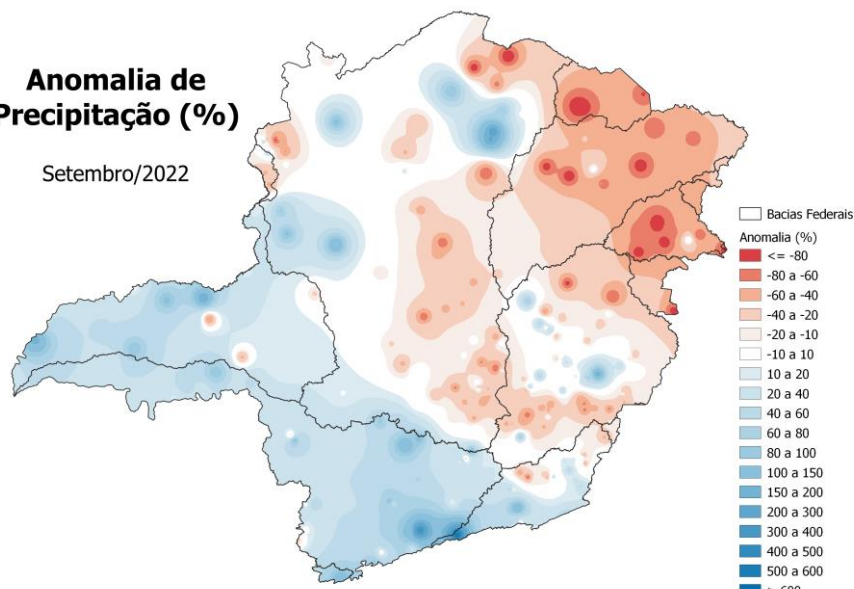 Anomalia de
Precipitação (%)
Setembro/2022
Bacias Federais
Anomalia (%)
<= -80
-80 a -60
-60 a -40
-40 a -20
-20 a -10
-10 a 10
10 a 20
20 a 40
40 a 60
60 a 80
80 a 100
100 a 150
150 a 200
200 a 300
300 a 400
400 a 500
500 a 600
> 600